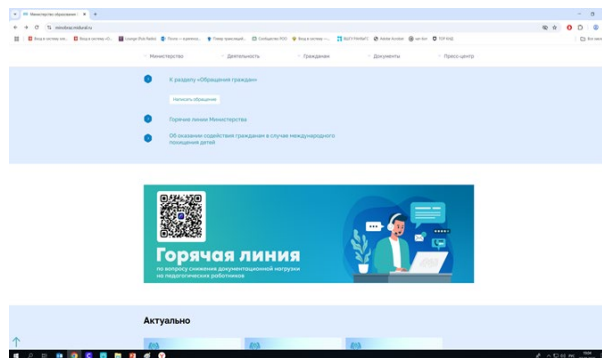 Министерство образования
Министерство
Деятельность
Гражданам
Документы
Пресс-центр
К разделу «Обращения граждан»
Написать обращение
Горячие линии Министерства
Об оказании содействия гражданам в случае международного
похищения детей
Горячая линия
по вопросу снижения документационной нагрузки
на педагогических работников
Актуально